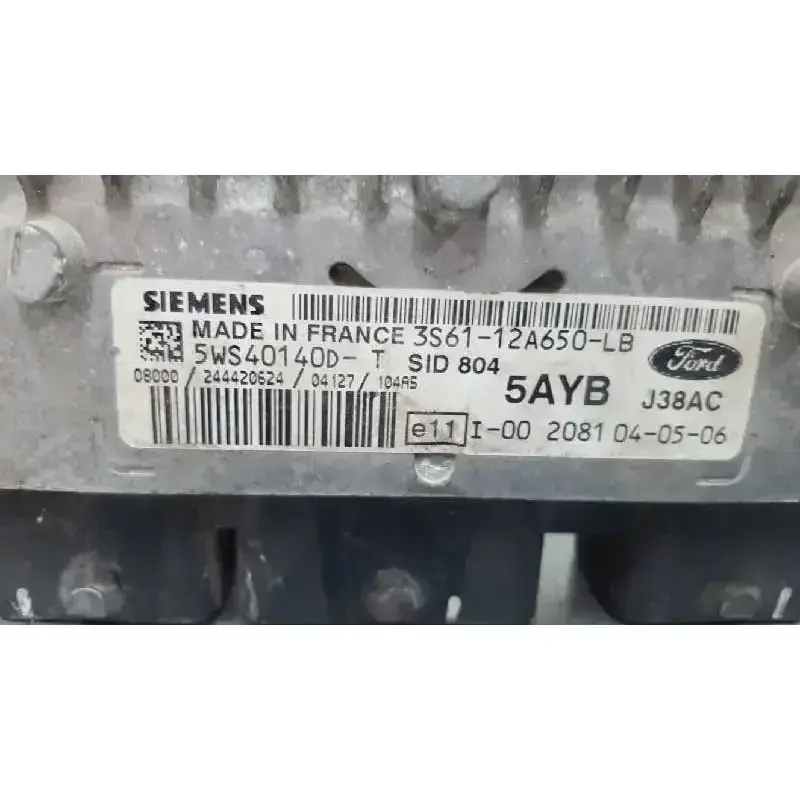 SIEMENS
MADE IN FRANCE 3S61-12A650-LB
5WS40140D- T SID 804 Ford
08000 / 244420624 / 04127 / 104A5
5AYB J38AC
e11 I-00 2081 04-05-06